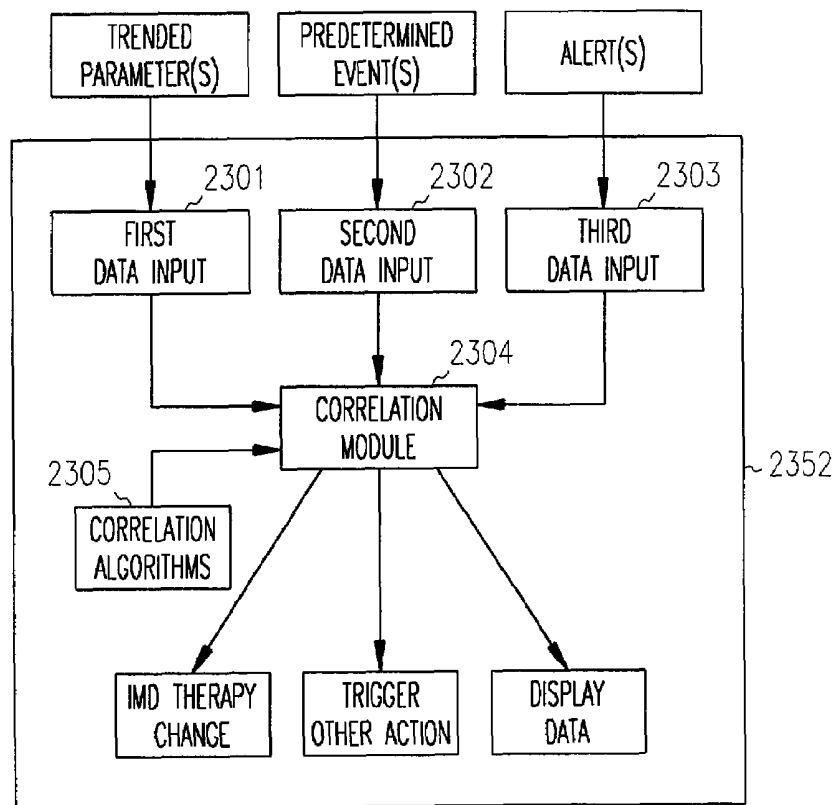 TRENDED
PARAMETER(S)
PREDETERMINED
EVENT(S)
ALERT(S)
2301
2302
2303
FIRST
DATA INPUT
SECOND
DATA INPUT
THIRD
DATA INPUT
2304
CORRELATION
MODULE
2305
CORRELATION
ALGORITHMS
2352
IMD THERAPY
CHANGE
TRIGGER
OTHER ACTION
DISPLAY
DATA